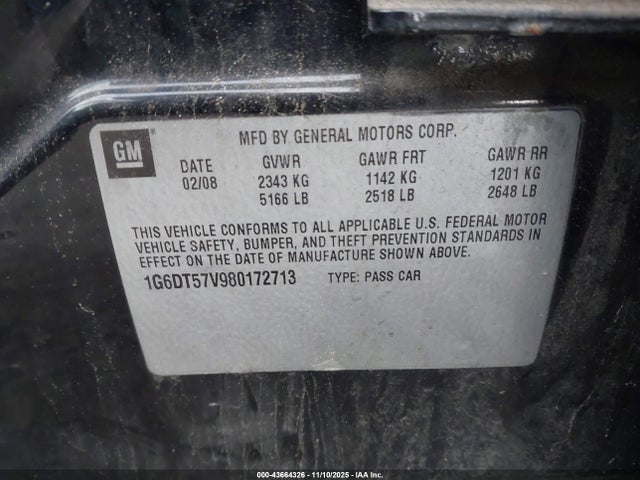 GM
MFD BY GENERAL MOTORS CORP.
DATE GVWR GAWR FRT GAWR RR
02/08 2343 KG 1142 KG 1201 KG
5166 LB 2518 LB 2648 LB
THIS VEHICLE CONFORMS TO ALL APPLICABLE U.S. FEDERAL MOTOR
VEHICLE SAFETY, BUMPER, AND THEFT PREVENTION STANDARDS IN
EFFECT ON THE DATE OF MANUFACTURE SHOWN ABOVE.
1G6DT57V980172713 TYPE: PASS CAR
000-43664326 - 11/10/2025 - IAA Inc.